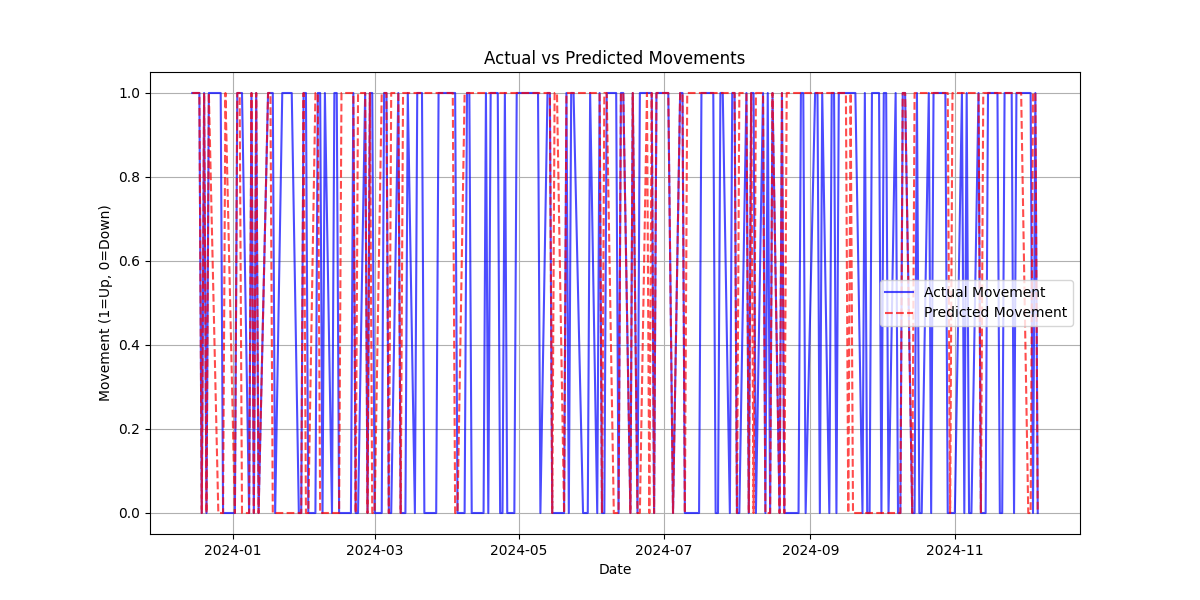 Actual vs Predicted Movements
Movement (1=Up, 0=Down)
1.0
0.8
0.6
0.4
0.2
0.0
Actual Movement
Predicted Movement
2024-01
2024-03
2024-05
2024-07
2024-09
2024-11
Date